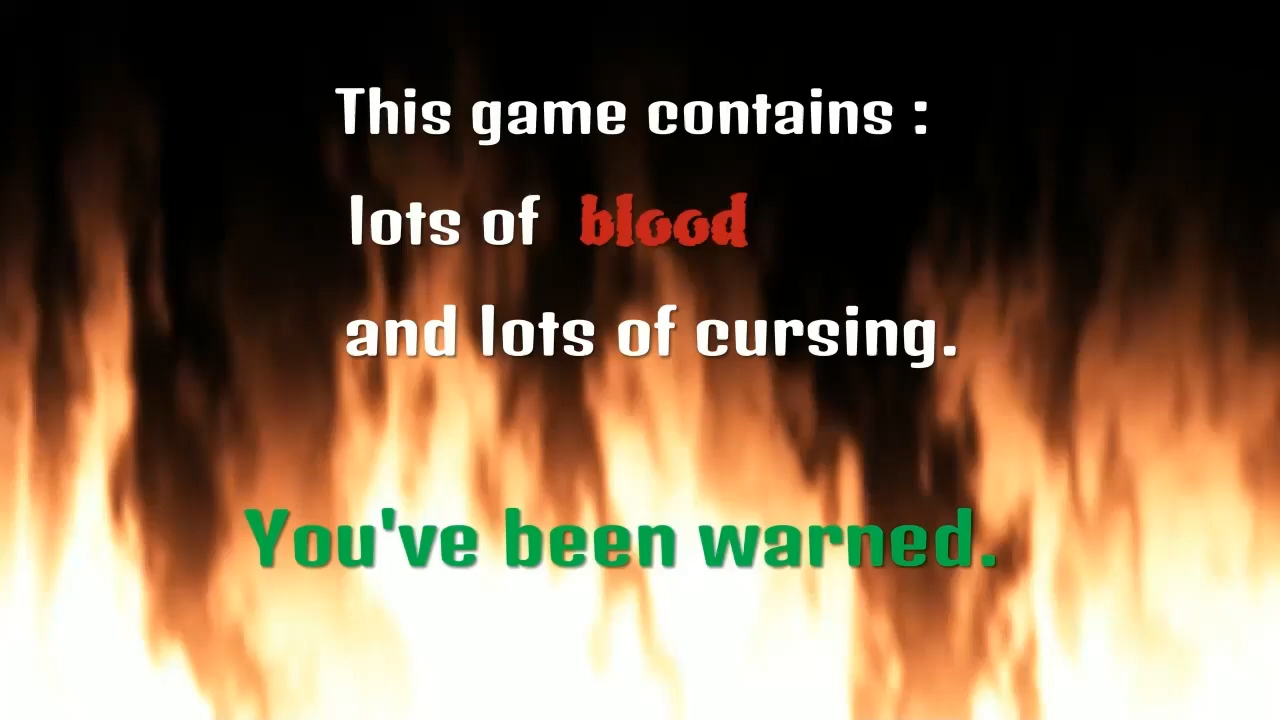 This game contains :
lots of blood
and lots of cursing.
You've been warned.